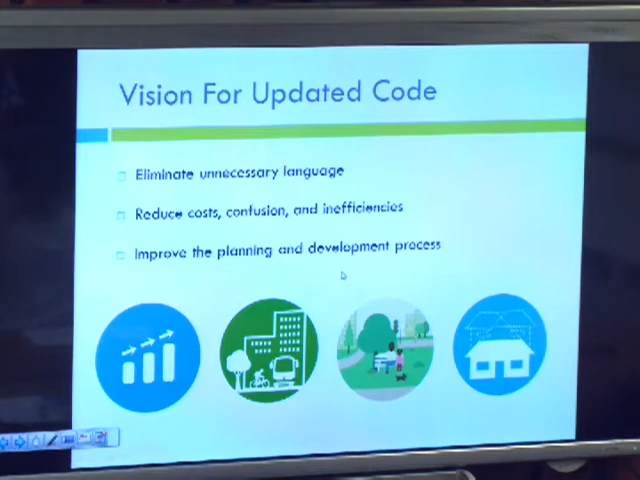 Vision For Updated Code
Eliminate unnecessary language
Reduce costs, confusion, and inefficiencies
Improve the planning and development process